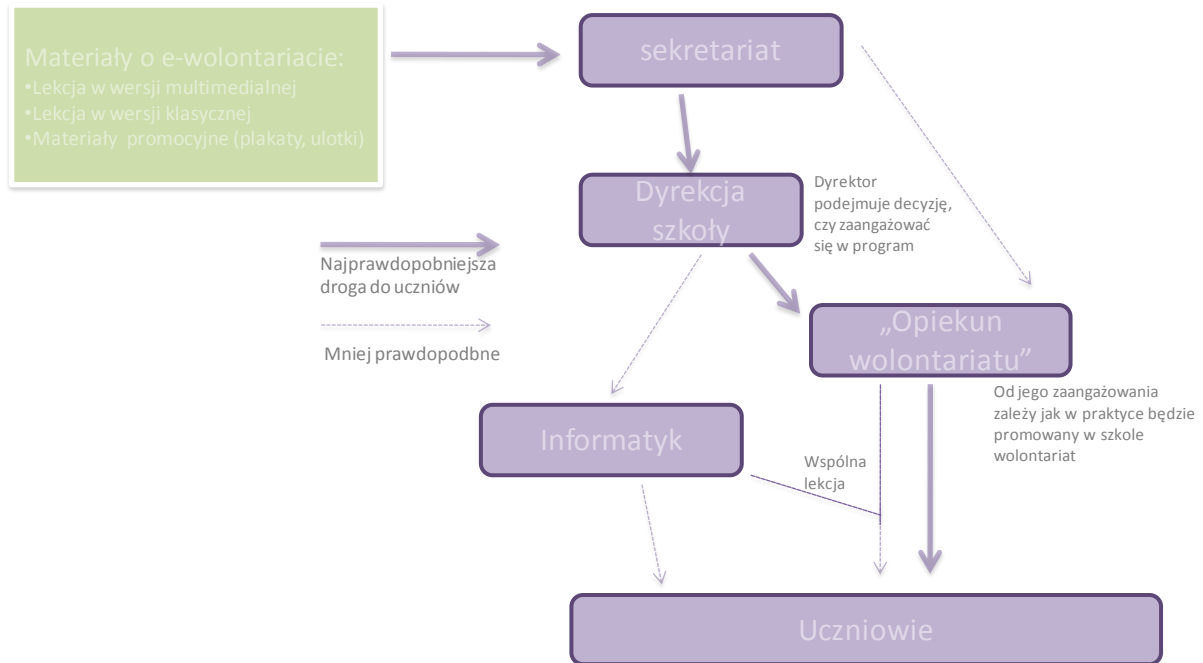 Materiały o e-wolontariacie:
•Lekcja w wersji multimedialnej
•Lekcja w wersji klasycznej
•Materiały promocyjne (plakaty, ulotki)
sekretariat
Dyrekcja
szkoły
Dyrektor
podejmuje decyzję,
czy zaangażować
się w program
Najprawdopobniejsza
droga do uczniów
Mniej prawdopodbne
„Opiekun
wolontariatu”
Od jego zaangażowania
zależy jak w praktyce będzie
promowany w szkole
wolontariat
Informatyk
Wspólna
lekcja
Uczniowie